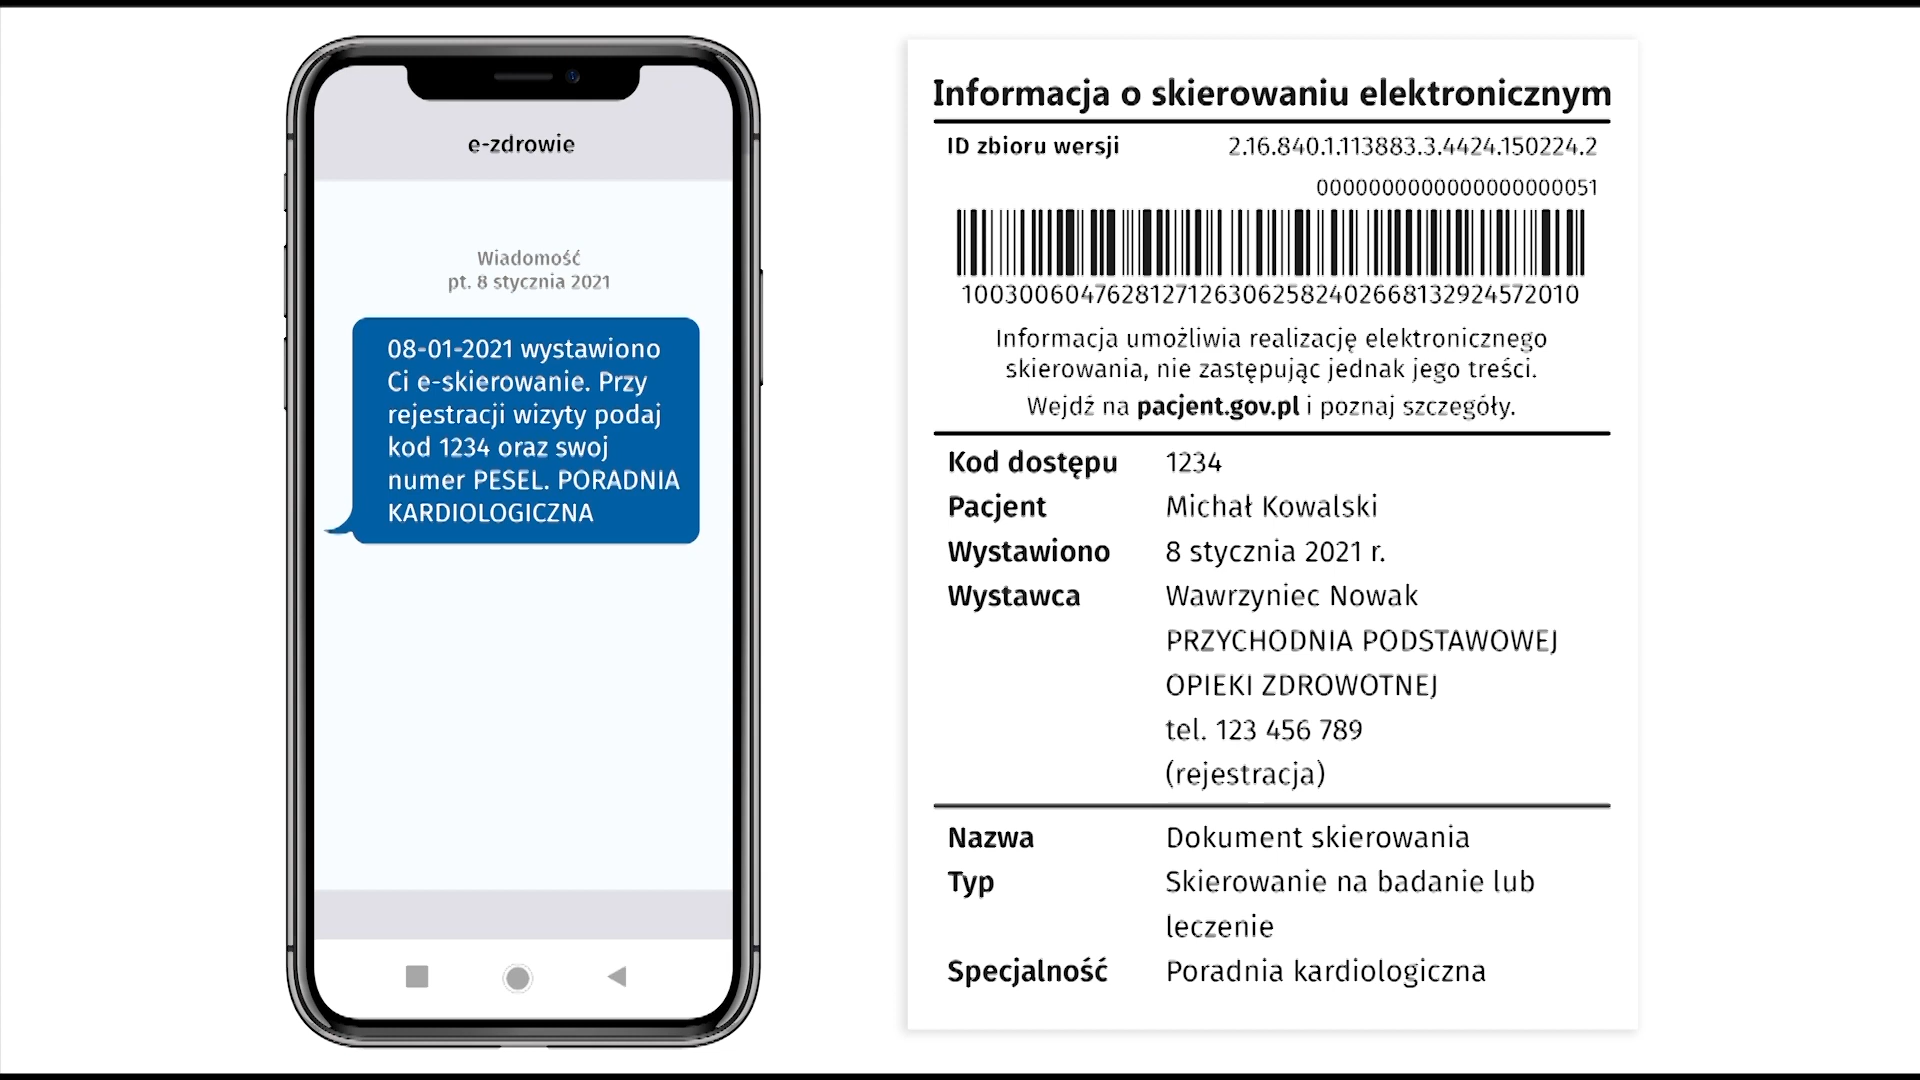 e-zdrowie
Wiadomość
pt. 8 stycznia 2021
08-01-2021 wystawiono
Ci e-skierowanie. Przy
rejestracji wizyty podaj
kod 1234 oraz swoj
numer PESEL. PORADNIA
KARDIOLOGICZNA
Informacja o skierowaniu elektronicznym
ID zbioru wersji 2.16.840.1.113883.3.4424.150224.2
0000000000000000000051
10030060476281271263062582402668132924572010
Informacja umożliwia realizację elektronicznego
skierowania, nie zastępując jednak jego treści.
Wejdź na pacjent.gov.pl i poznaj szczegóły.
Kod dostępu 1234
Pacjent Michał Kowalski
Wystawiono 8 stycznia 2021 r.
Wystawca Wawrzyniec Nowak
PRZYCHODNIA PODSTAWOWEJ
OPIEKI ZDROWOTNEJ
tel. 123 456 789
(rejestracja)
Nazwa Dokument skierowania
Typ Skierowanie na badanie lub
leczenie
Specjalność Poradnia kardiologiczna